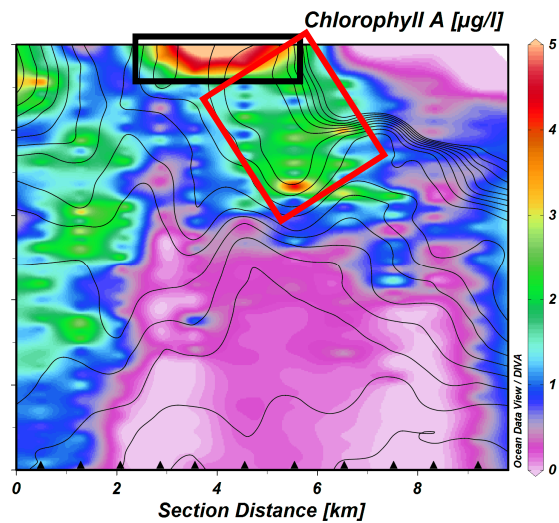 Chlorophyll A [µg/l]
5
4
3
2
1
0
Ocean Data View / DIVA
0 2 4 6 8
Section Distance [km]